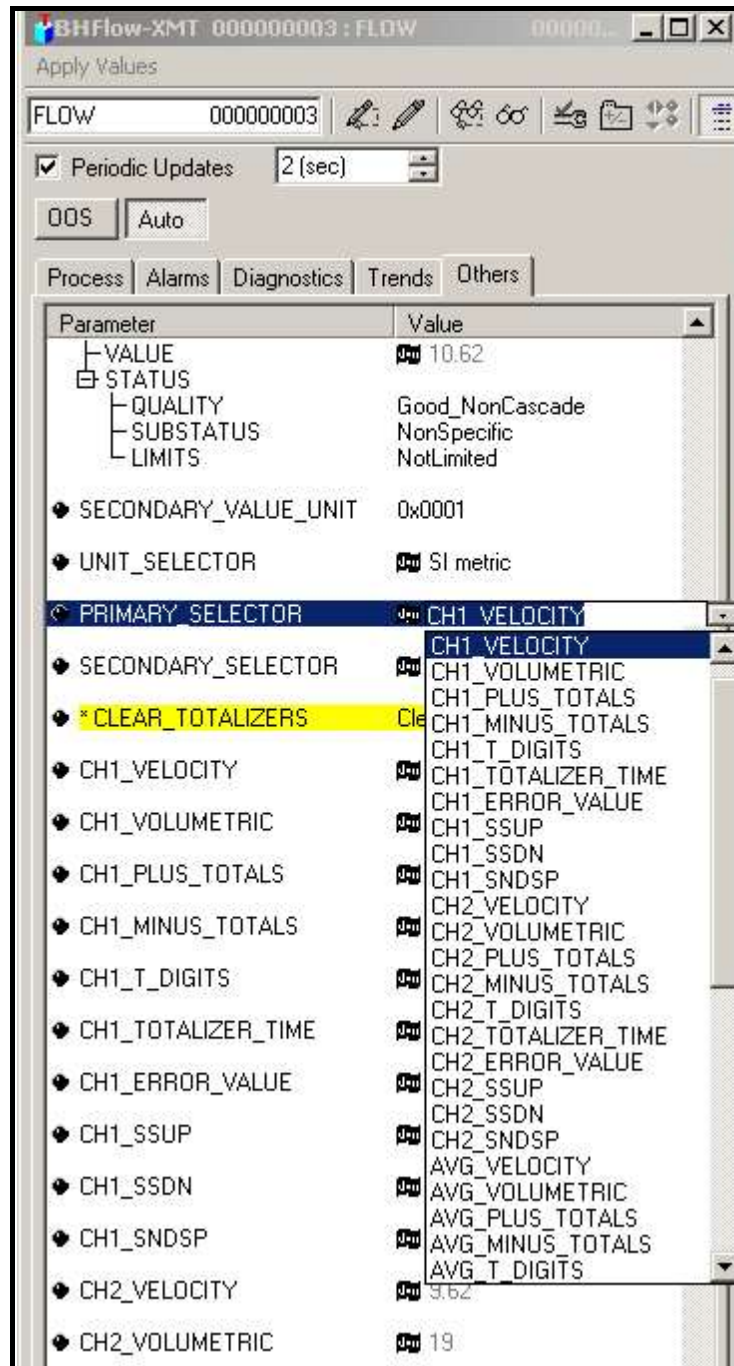 BHFlow-XMT 000000003 : FLOW 00000...
Apply Values
FLOW 000000003
Periodic Updates 2 (sec)
OOS Auto
Process Alarms Diagnostics Trends Others
Parameter Value
VALUE 10.62
STATUS
QUALITY Good_NonCascade
SUBSTATUS NonSpecific
LIMITS NotLimited
SECONDARY_VALUE_UNIT 0x0001
UNIT_SELECTOR SI metric
PRIMARY_SELECTOR CH1_VELOCITY
SECONDARY_SELECTOR
* CLEAR_TOTALIZERS Cle
CH1_VELOCITY
CH1_VOLUMETRIC
CH1_PLUS_TOTALS
CH1_MINUS_TOTALS
CH1_T_DIGITS
CH1_TOTALIZER_TIME
CH1_ERROR_VALUE
CH1_SSUP
CH1_SSDN
CH1_SNDSP
CH2_VELOCITY 9.62
CH2_VOLUMETRIC 19
CH1_VELOCITY
CH1_VOLUMETRIC
CH1_PLUS_TOTALS
CH1_MINUS_TOTALS
CH1_T_DIGITS
CH1_TOTALIZER_TIME
CH1_ERROR_VALUE
CH1_SSUP
CH1_SSDN
CH1_SNDSP
CH2_VELOCITY
CH2_VOLUMETRIC
CH2_PLUS_TOTALS
CH2_MINUS_TOTALS
CH2_T_DIGITS
CH2_TOTALIZER_TIME
CH2_ERROR_VALUE
CH2_SSUP
CH2_SSDN
CH2_SNDSP
AVG_VELOCITY
AVG_VOLUMETRIC
AVG_PLUS_TOTALS
AVG_MINUS_TOTALS
AVG_T_DIGITS